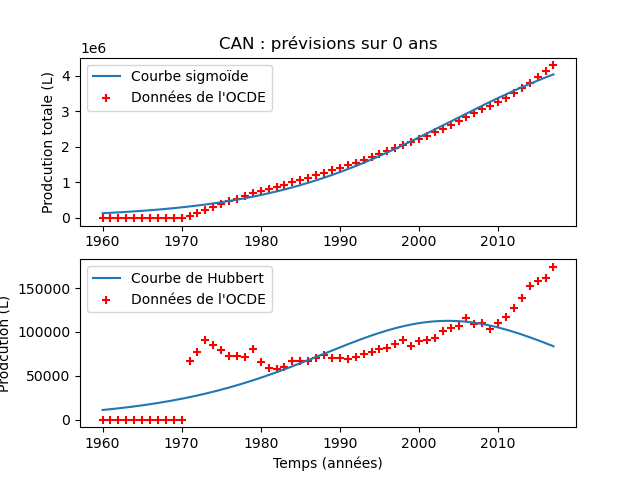 CAN : prévisions sur 0 ans
1e6
Prodcution totale (L)
Courbe sigmoïde
Données de l'OCDE
4
3
2
1
0
1960 1970 1980 1990 2000 2010
Prodcution (L)
Courbe de Hubbert
Données de l'OCDE
150000
100000
50000
0
1960 1970 1980 1990 2000 2010
Temps (années)